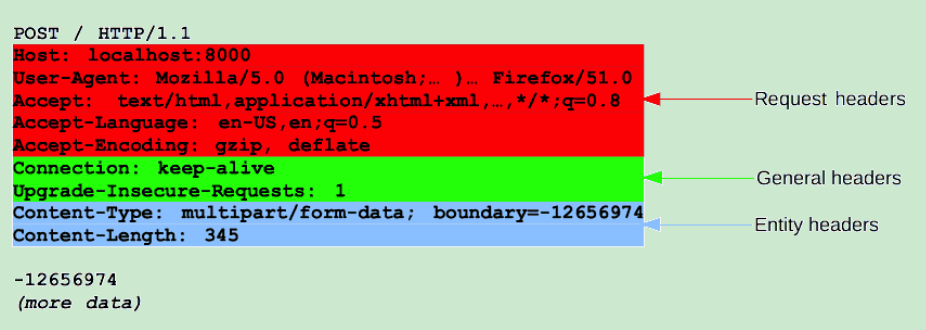 POST / HTTP/1.1
Host: localhost:8000
User-Agent: Mozilla/5.0 (Macintosh;… )… Firefox/51.0
Accept: text/html,application/xhtml+xml,…,*/*;q=0.8
Accept-Language: en-US,en;q=0.5
Accept-Encoding: gzip, deflate
Request headers
Connection: keep-alive
Upgrade-Insecure-Requests: 1
General headers
Content-Type: multipart/form-data; boundary=-12656974
Content-Length: 345
Entity headers
-12656974
(more data)